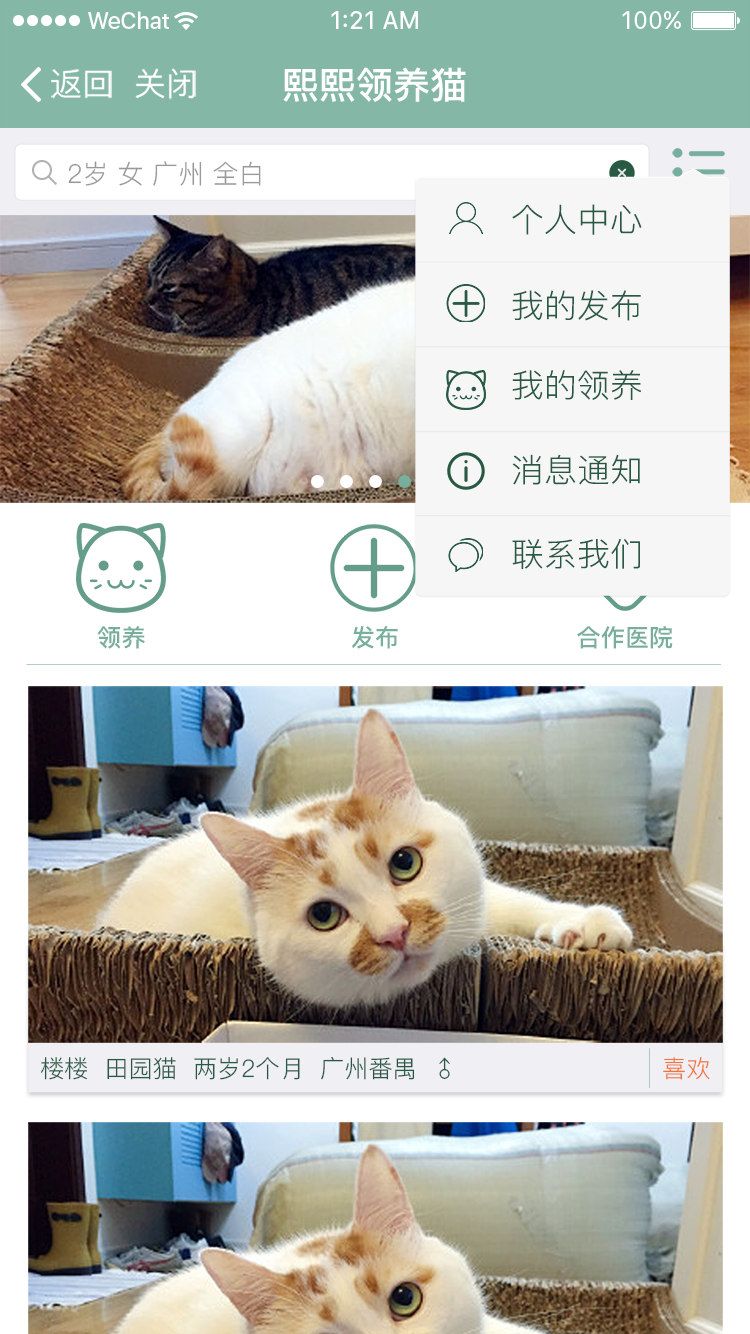 WeChat 1:21 AM 100%
返回 关闭 熙熙领养猫
2岁 女 广州 全白
个人中心
我的发布
我的领养
消息通知
联系我们
领养 发布 合作医院
楼楼 田园猫 两岁2个月 广州番禺 ♂ 喜欢